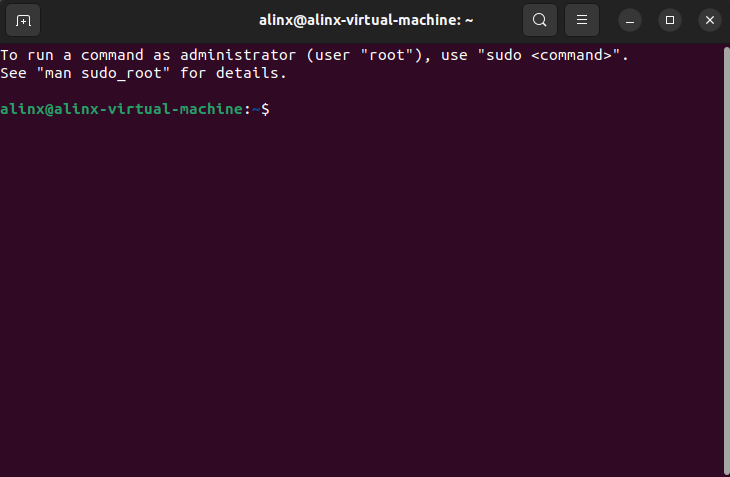 alinx@alinx-virtual-machine: ~
To run a command as administrator (user "root"), use "sudo <command>".
See "man sudo_root" for details.
alinx@alinx-virtual-machine:~$